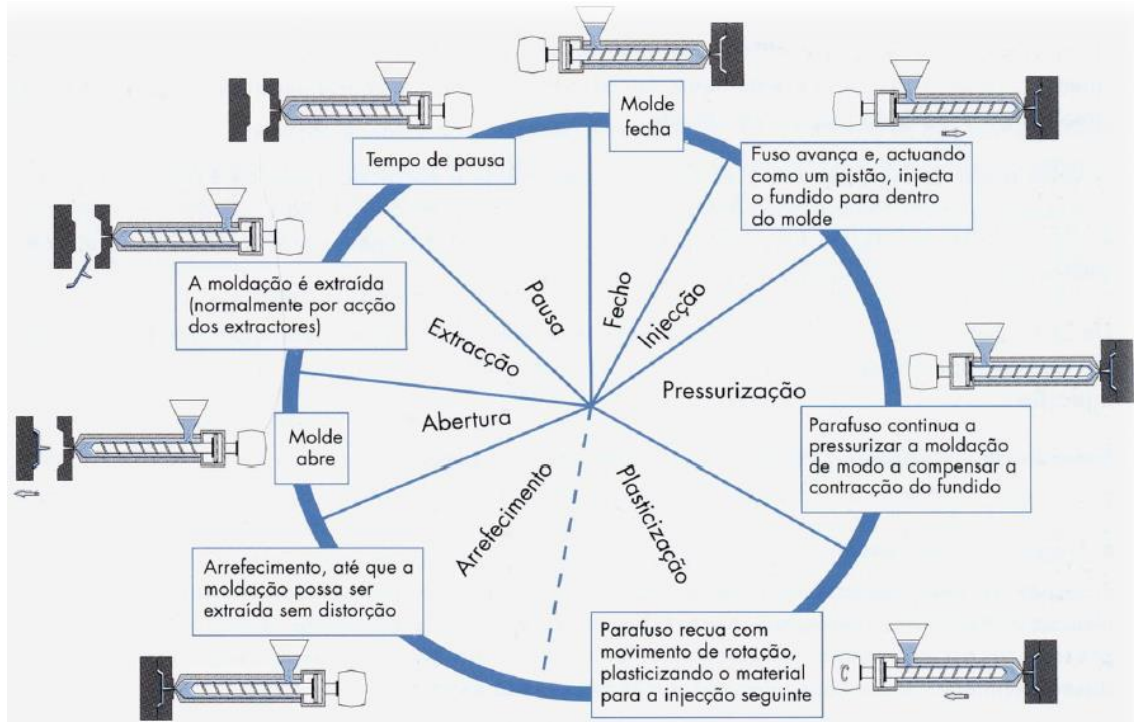 Molde
fecha
Fuso avança e, actuando
como um pistão, injecta
o fundido para dentro
do molde
Parafuso continua a
pressurizar a moldação
de modo a compensar a
contracção do fundido
Parafuso recua com
movimento de rotação,
plasticizando o material
para a injecção seguinte
C
Arrefecimento, até que a
moldação possa ser
extraída sem distorção
Molde
abre
A moldação é extraída
(normalmente por acção
dos extractores)
Tempo de pausa
Fecho
Injecção
Pressurização
Plasticização
Arrefecimento
Abertura
Extracção
Pausa